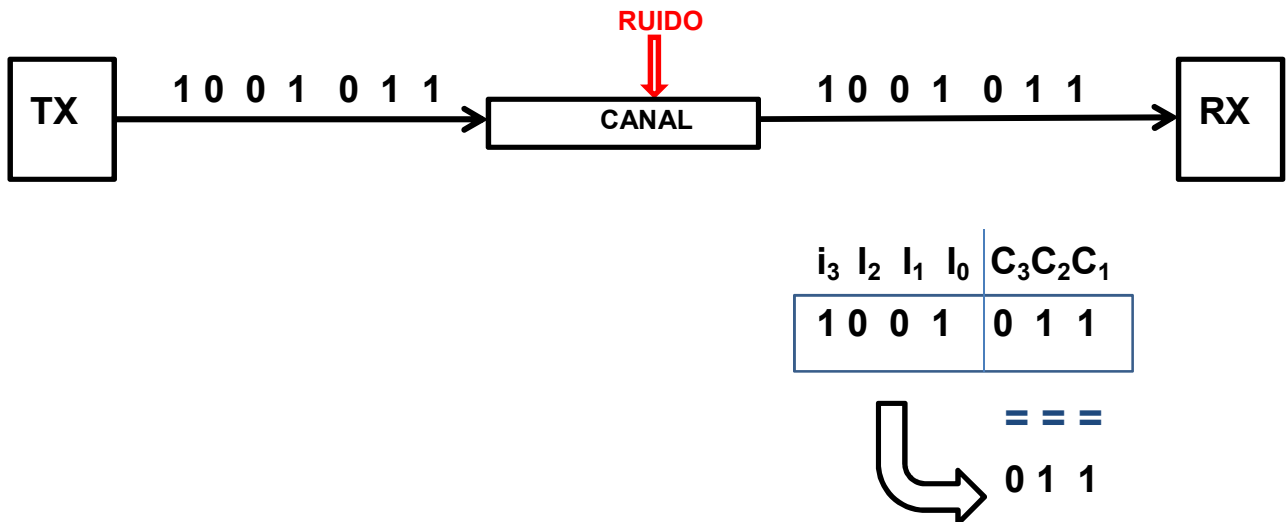 RUIDO
1 0 0 1 0 1 1
1 0 0 1 0 1 1
TX
CANAL
RX
i₃ I₂ I₁ I₀ C₃C₂C₁
1 0 0 1 0 1 1
= = =
0 1 1